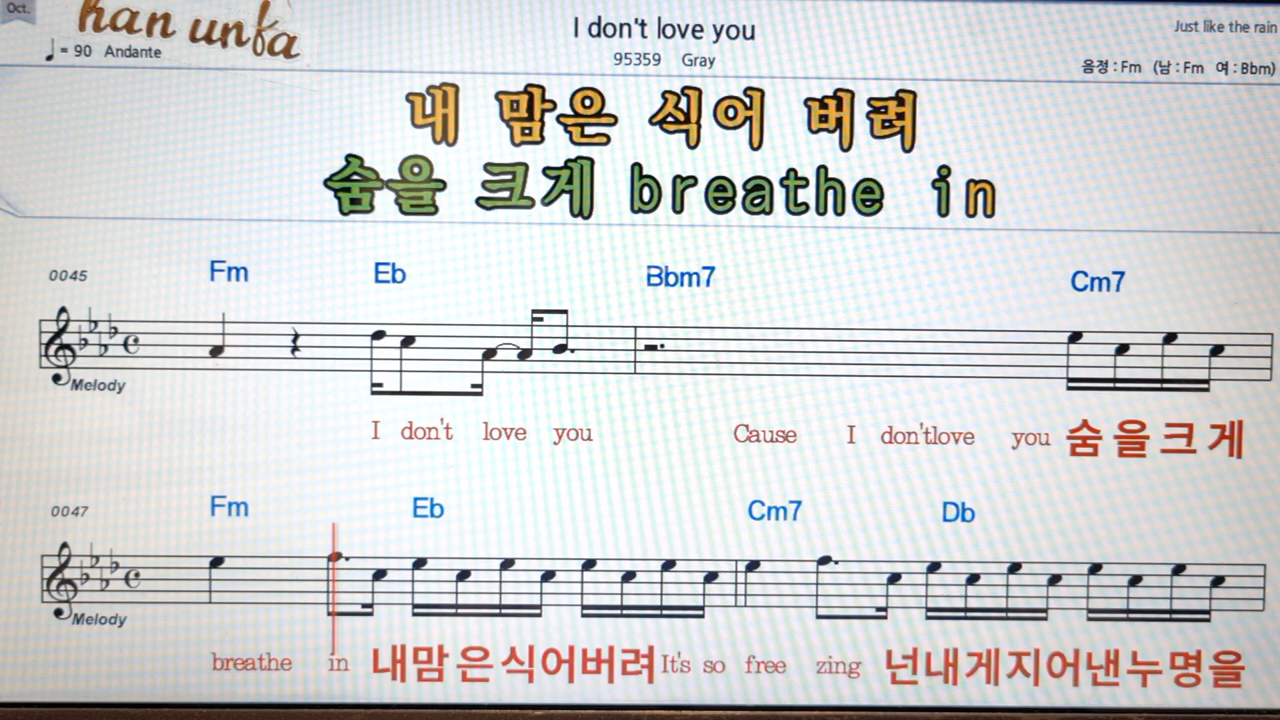 Oct.
han unfa
I don't love you
Just like the rain
♩= 90 Andante
95359 Gray
음정 : Fm (남 : Fm 여 : Bbm)
내 맘은 식어 버려
숨을 크게 breathe in
0045 Fm Eb Bbm7 Cm7
Melody
I don't love you Cause I don'tlove you 숨을크게
0047 Fm Eb Cm7 Db
Melody
breathe in 내맘은식어버려It's so free zing 넌내게지어낸누명을